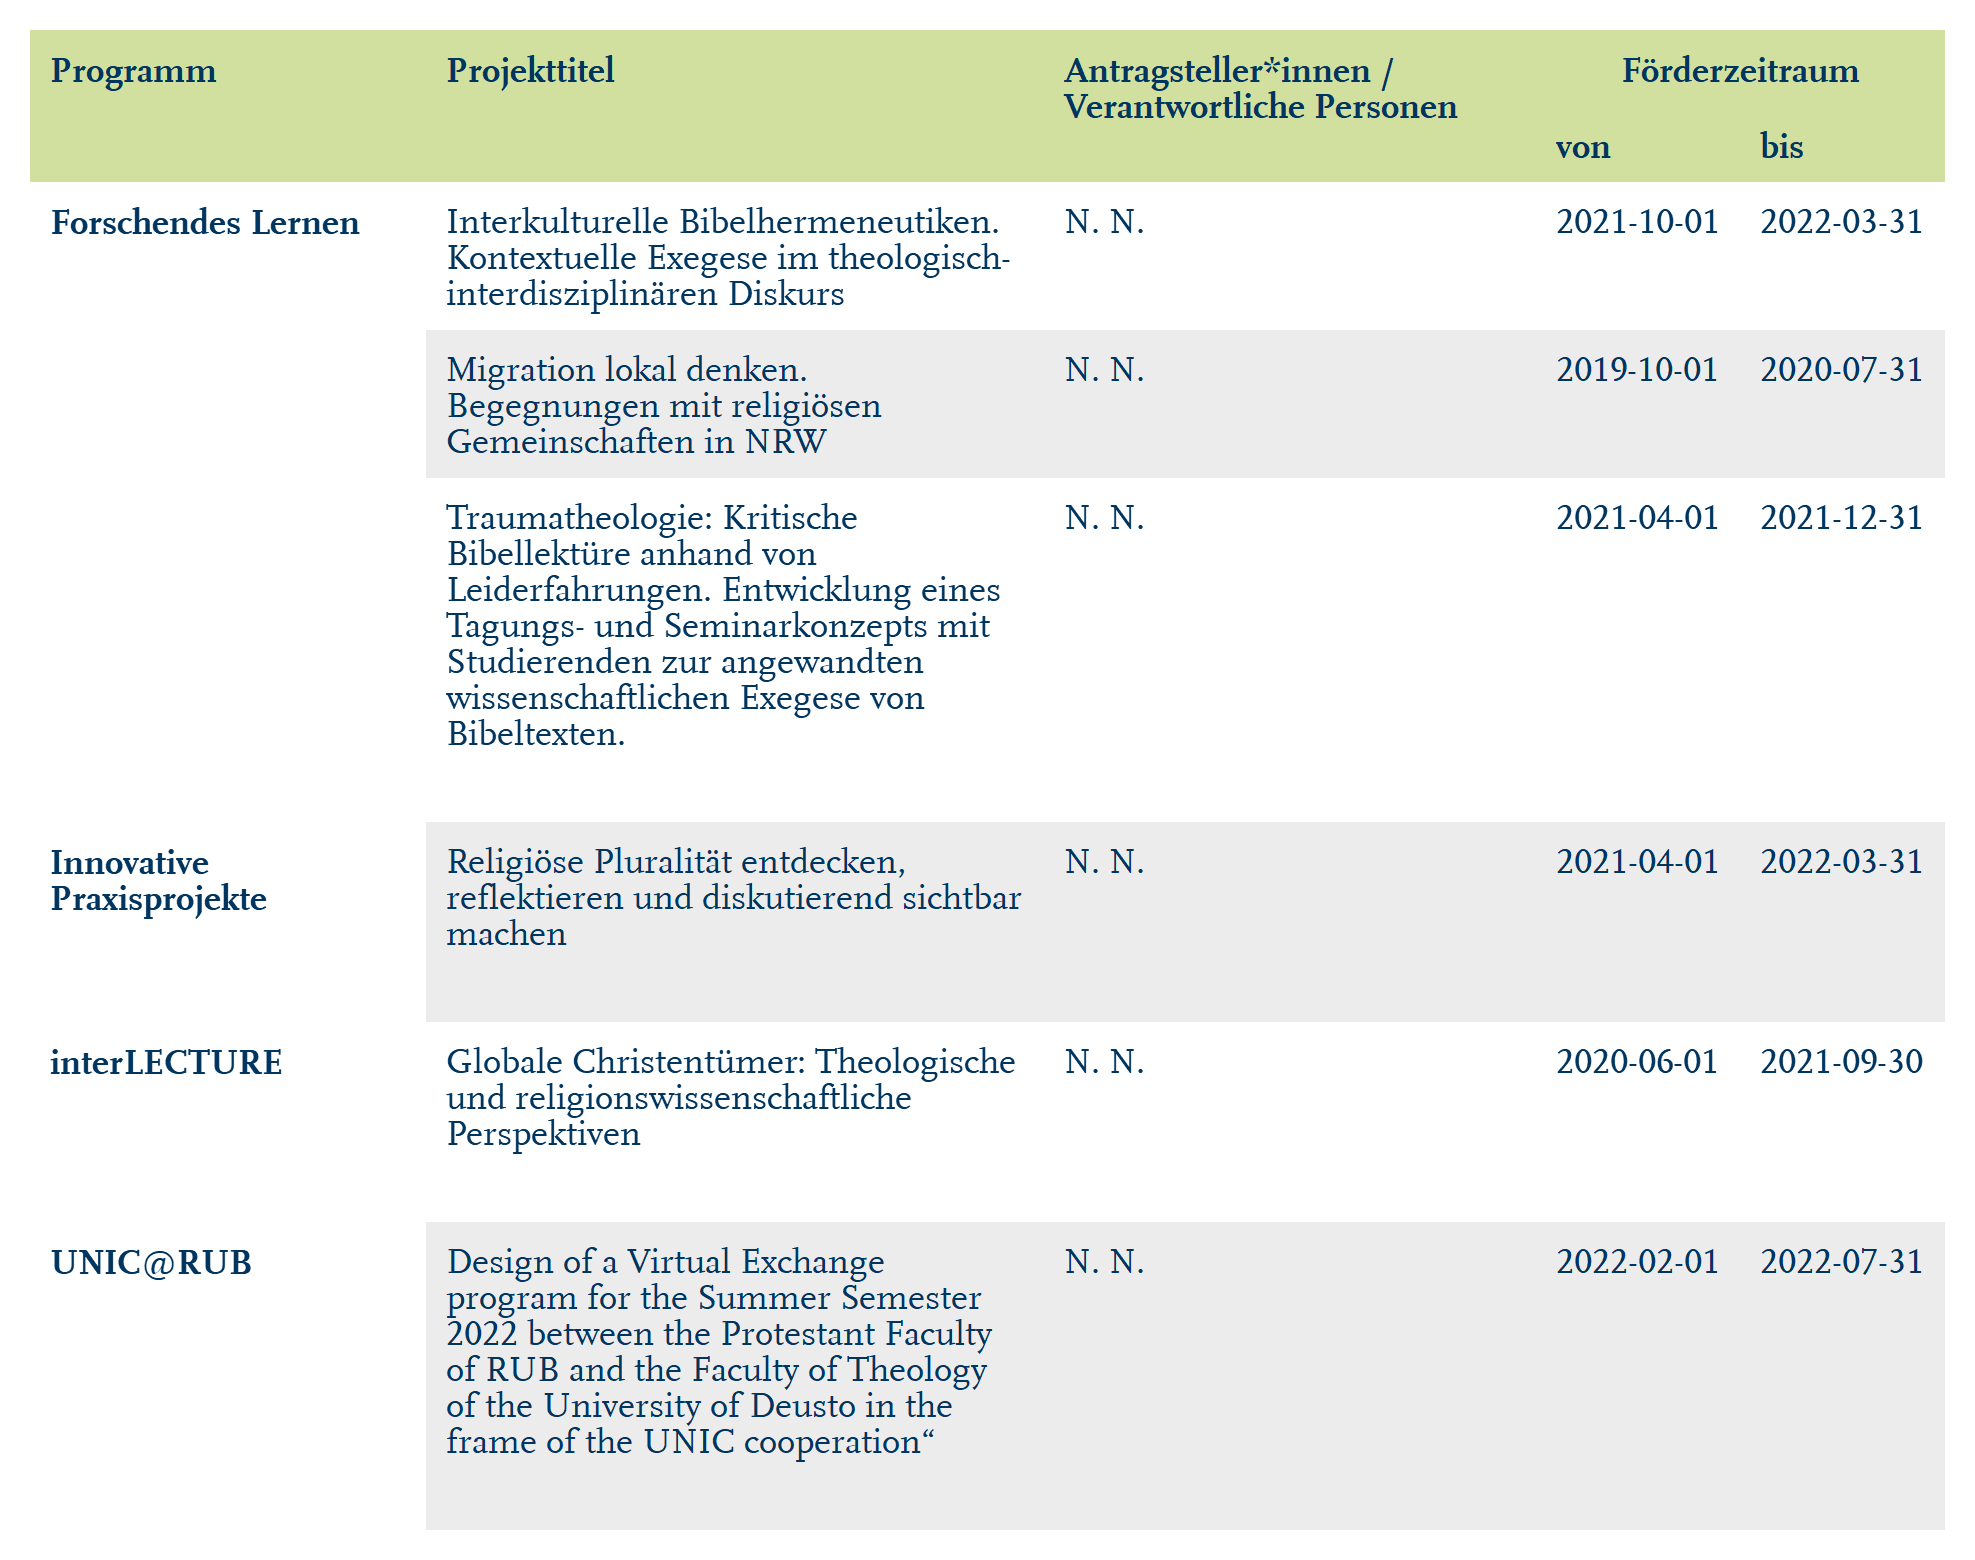 Programm
Projekttitel
Antragsteller*innen /
Verantwortliche Personen
Förderzeitraum
von
bis
Forschendes Lernen
Interkulturelle Bibelhermeneutiken.
Kontextuelle Exegese im theologisch-
interdisziplinären Diskurs
N. N.
2021-10-01
2022-03-31
Migration lokal denken.
Begegnungen mit religiösen
Gemeinschaften in NRW
N. N.
2019-10-01
2020-07-31
Traumatheologie: Kritische
Bibellektüre anhand von
Leiderfahrungen. Entwicklung eines
Tagungs- und Seminarkonzepts mit
Studierenden zur angewandten
wissenschaftlichen Exegese von
Bibeltexten.
N. N.
2021-04-01
2021-12-31
Innovative
Praxisprojekte
Religiöse Pluralität entdecken,
reflektieren und diskutierend sichtbar
machen
N. N.
2021-04-01
2022-03-31
interLECTURE
Globale Christentümer: Theologische
und religionswissenschaftliche
Perspektiven
N. N.
2020-06-01
2021-09-30
UNIC@RUB
Design of a Virtual Exchange
program for the Summer Semester
2022 between the Protestant Faculty
of RUB and the Faculty of Theology
of the University of Deusto in the
frame of the UNIC cooperation“
N. N.
2022-02-01
2022-07-31